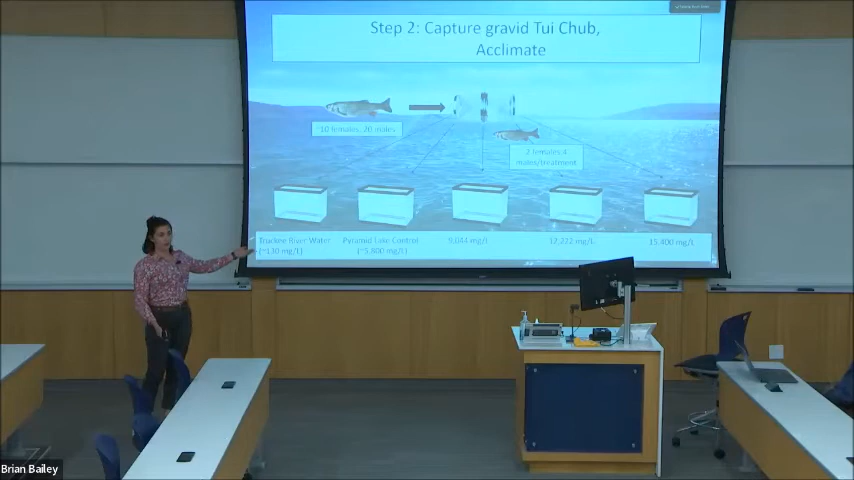 Step 2: Capture gravid Tui Chub,
Acclimate
~10 females, 20 males
2 females:4
males/treatment
Truckee River Water
(~130 mg/L)
Pyramid Lake Control
(~5,800 mg/L)
9,044 mg/L
12,222 mg/L
15,400 mg/L
Brian Bailey